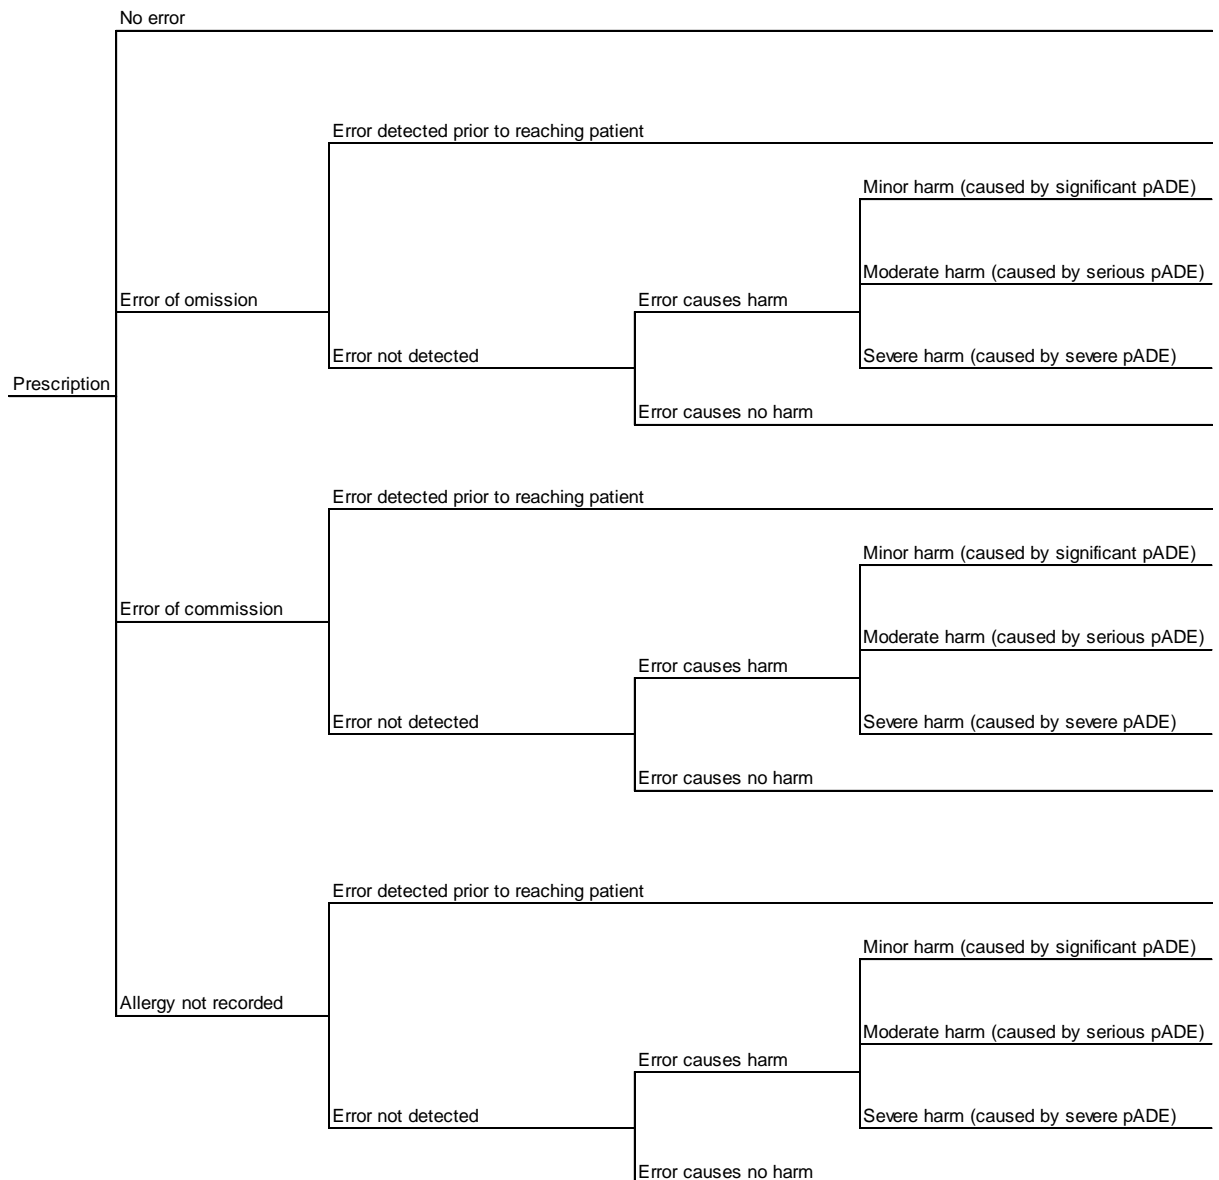 No error
Error detected prior to reaching patient
Minor harm (caused by significant pADE)
Moderate harm (caused by serious pADE)
Error of omission
Error causes harm
Error not detected
Severe harm (caused by severe pADE)
Prescription
Error causes no harm
Error detected prior to reaching patient
Minor harm (caused by significant pADE)
Error of commission
Moderate harm (caused by serious pADE)
Error causes harm
Error not detected
Severe harm (caused by severe pADE)
Error causes no harm
Error detected prior to reaching patient
Minor harm (caused by significant pADE)
Allergy not recorded
Moderate harm (caused by serious pADE)
Error causes harm
Error not detected
Severe harm (caused by severe pADE)
Error causes no harm